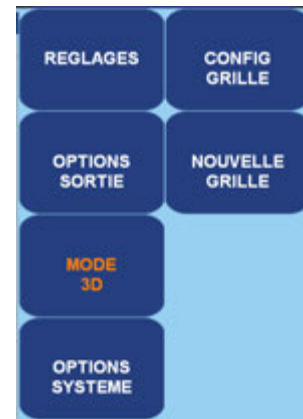 REGLAGES
CONFIG
GRILLE
OPTIONS
SORTIE
NOUVELLE
GRILLE
MODE
3D
OPTIONS
SYSTEME